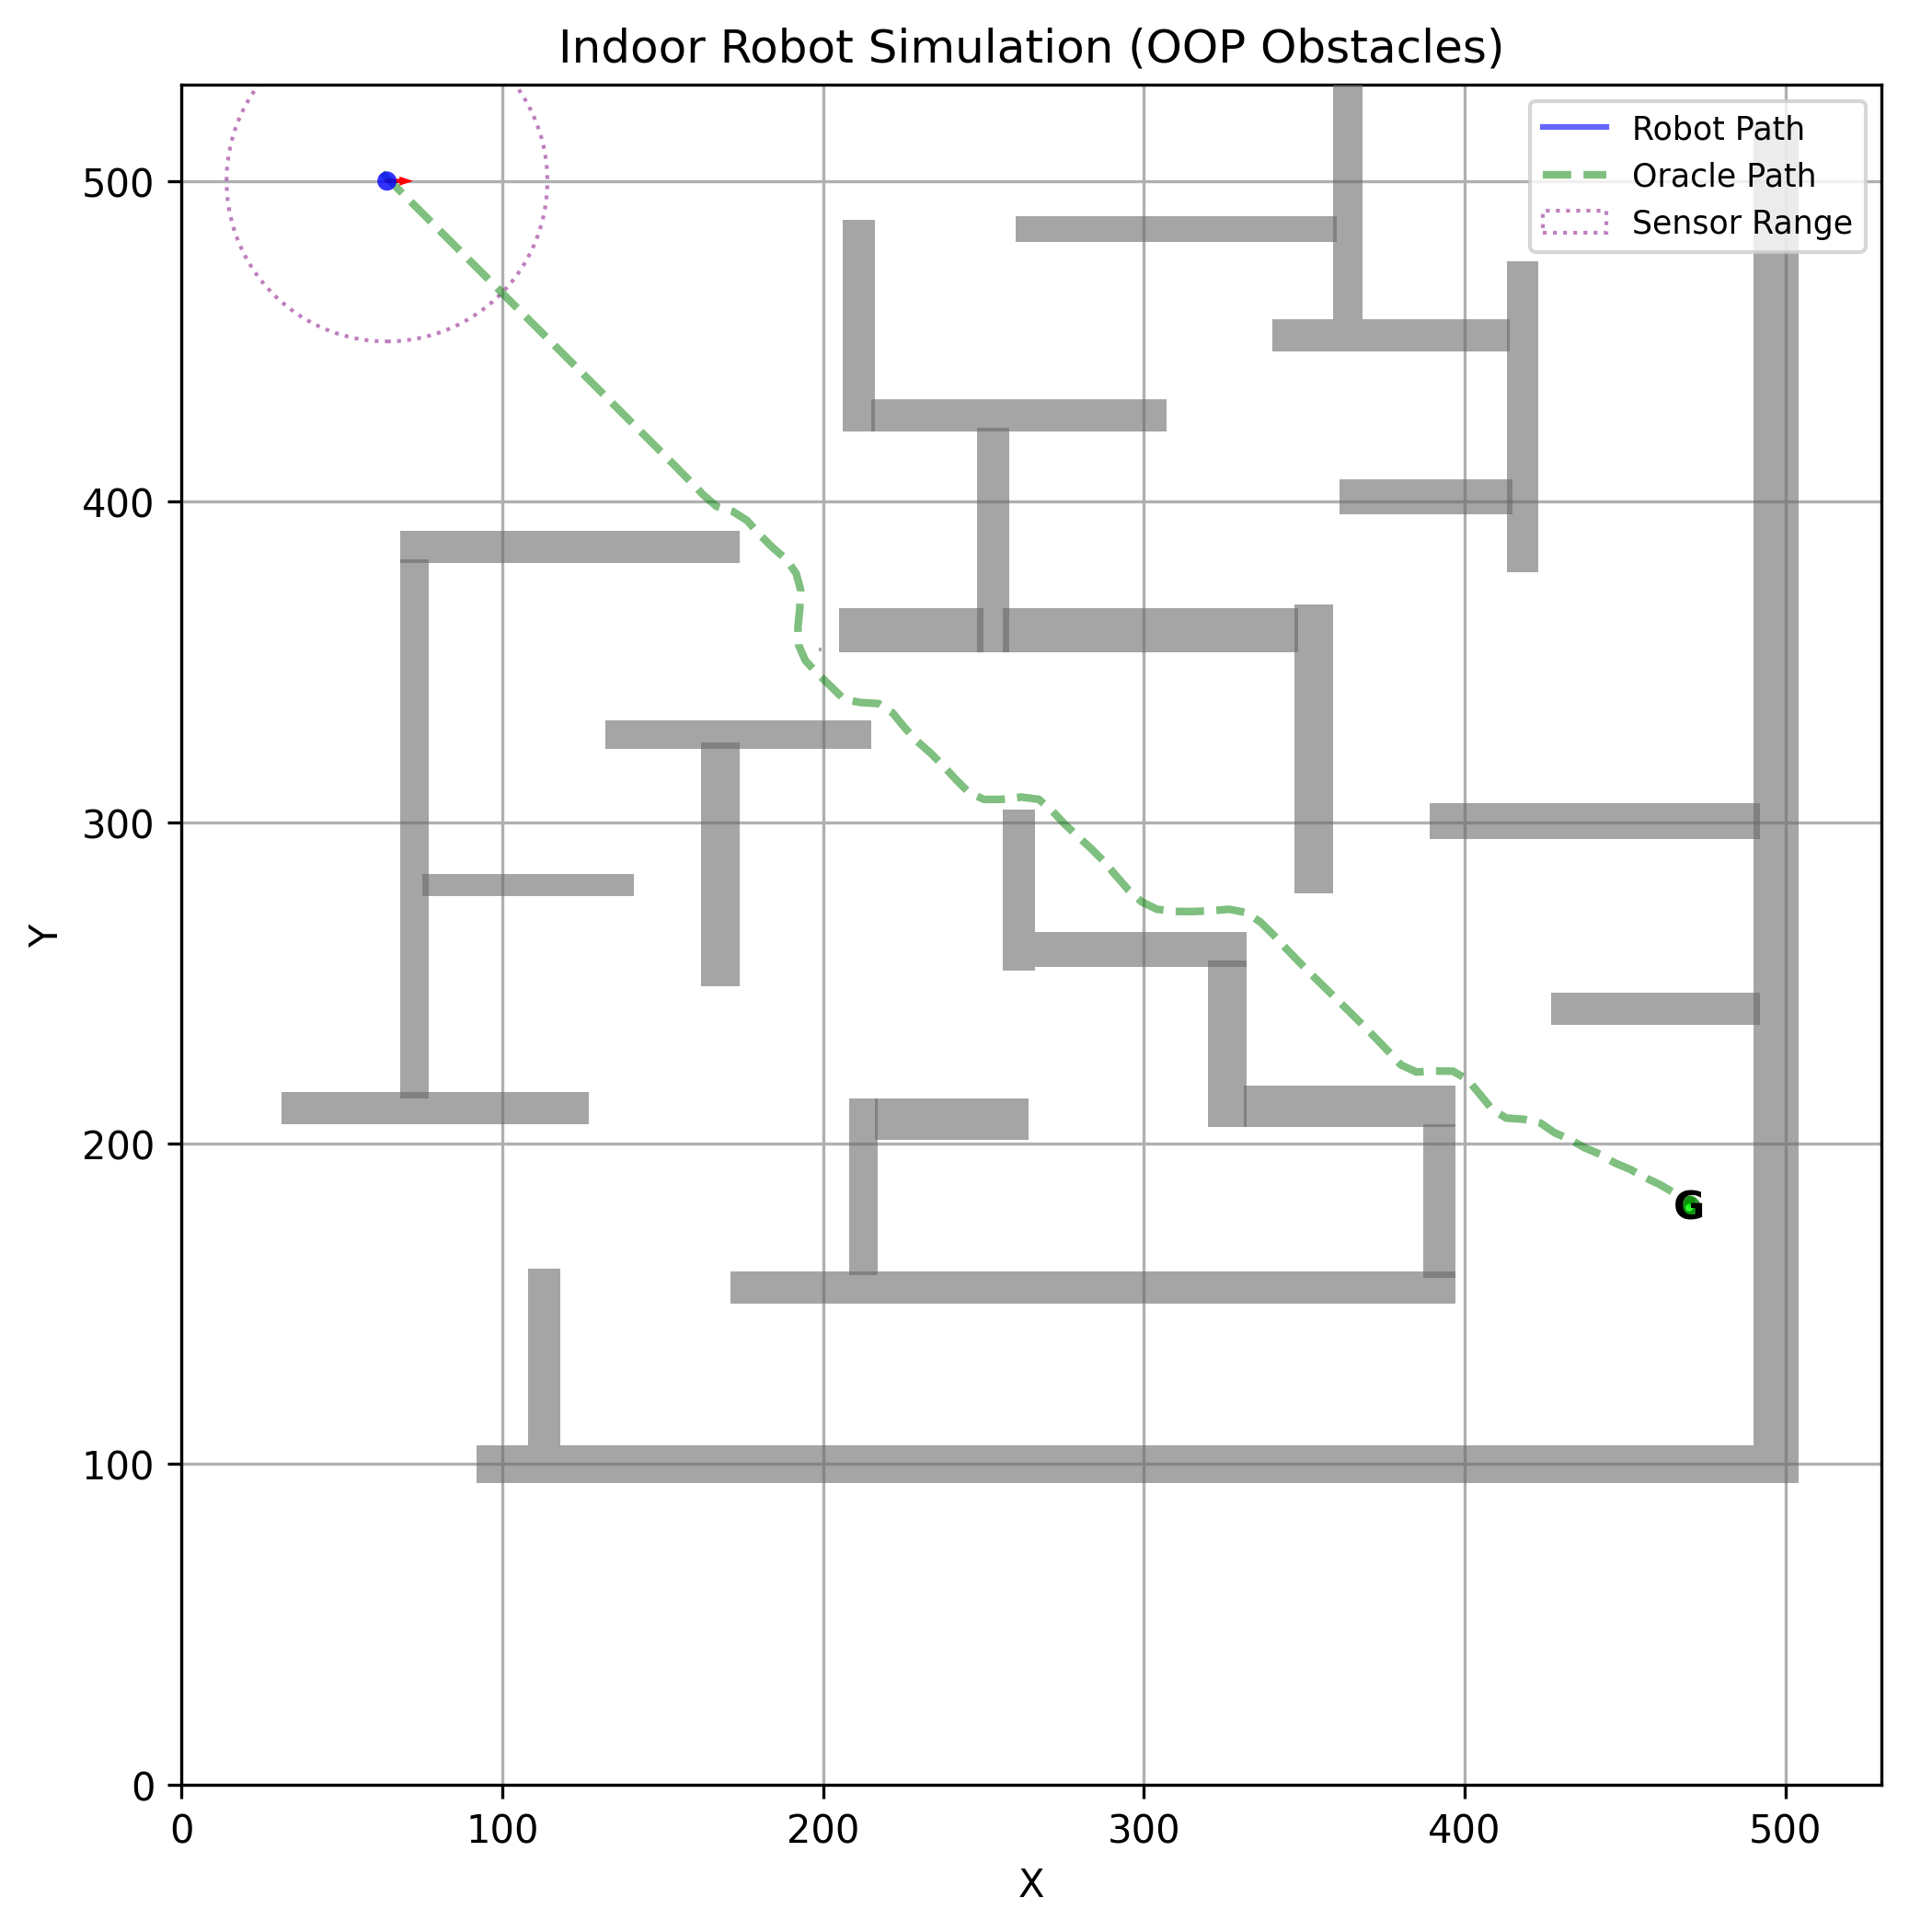 Indoor Robot Simulation (OOP Obstacles)
Robot Path
Oracle Path
Sensor Range
500
400
300
200
100
0
Y
G
0 100 200 300 400 500
X